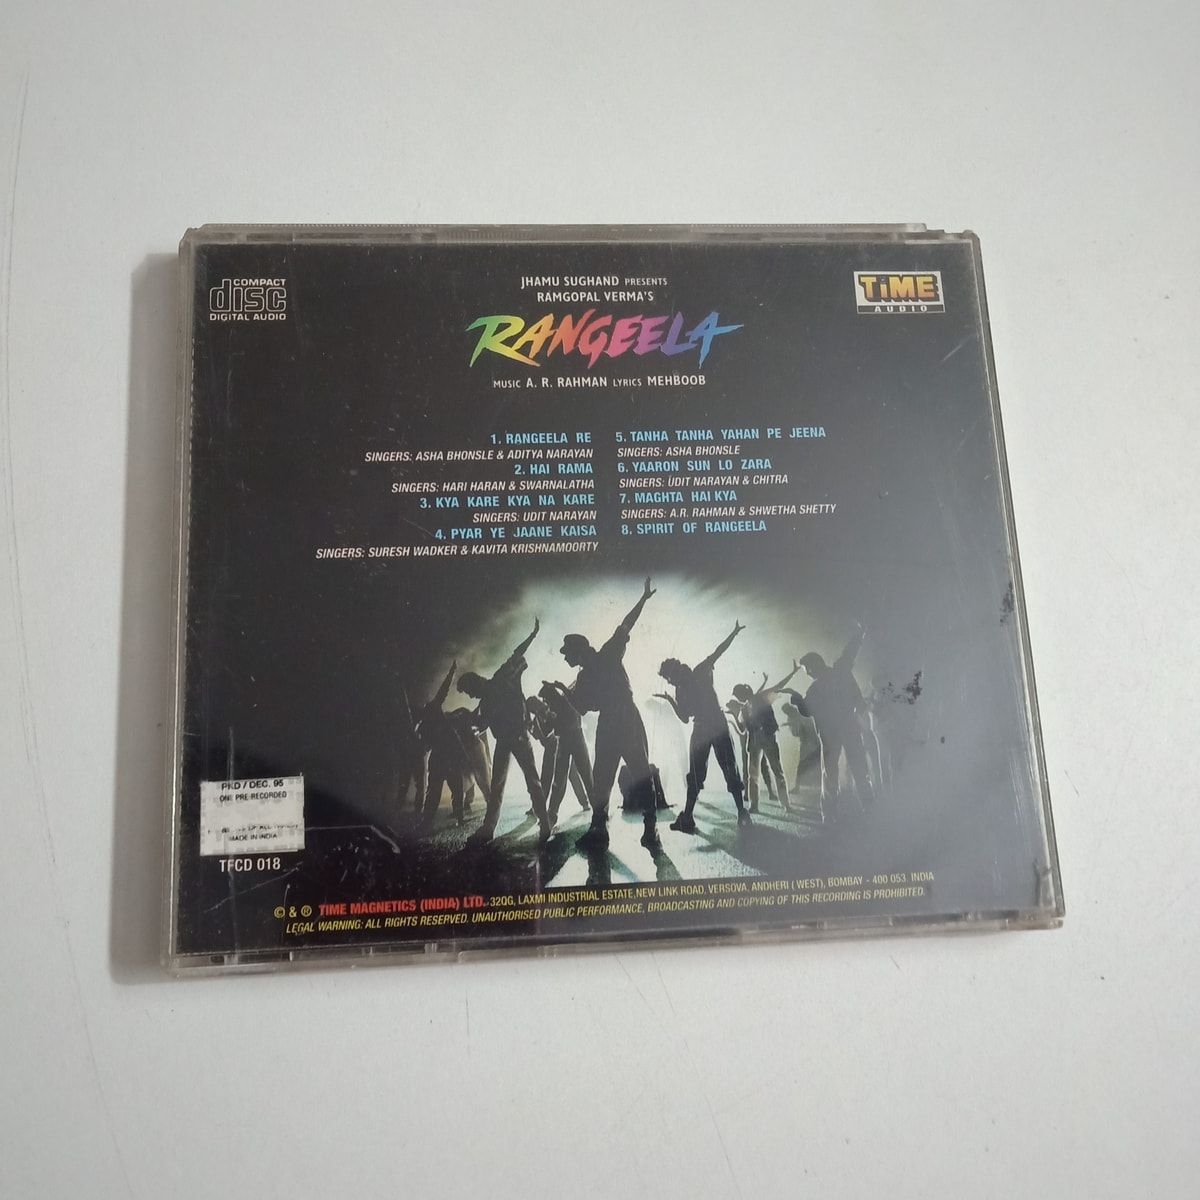 COMPACT
disc
DIGITAL AUDIO
JHAMU SUGHAND PRESENTS
RAMGOPAL VERMA'S
RANGEELA
MUSIC A. R. RAHMAN LYRICS MEHBOOB
TiME
AUDIO
1. RANGEELA RE
SINGERS: ASHA BHONSLE & ADITYA NARAYAN
2. HAI RAMA
SINGERS: HARI HARAN & SWARNALATHA
3. KYA KARE KYA NA KARE
SINGERS: UDIT NARAYAN
4. PYAR YE JAANE KAISA
SINGERS: SURESH WADKER & KAVITA KRISHNAMOORTY
5. TANHA TANHA YAHAN PE JEENA
SINGERS: ASHA BHONSLE
6. YAARON SUN LO ZARA
SINGERS: UDIT NARAYAN & CHITRA
7. MAGHTA HAI KYA
SINGERS: A.R. RAHMAN & SHWETHA SHETTY
8. SPIRIT OF RANGEELA
PKD / DEC. 95
ONE PRE-RECORDED
MADE IN INDIA
TFCD 018
© & ® TIME MAGNETICS (INDIA) LTD. 32QG, LAXMI INDUSTRIAL ESTATE,NEW LINK ROAD, VERSOVA, ANDHERI (WEST), BOMBAY - 400 053. INDIA
LEGAL WARNING: ALL RIGHTS RESERVED. UNAUTHORISED PUBLIC PERFORMANCE, BROADCASTING AND COPYING OF THIS RECORDING IS PROHIBITED.